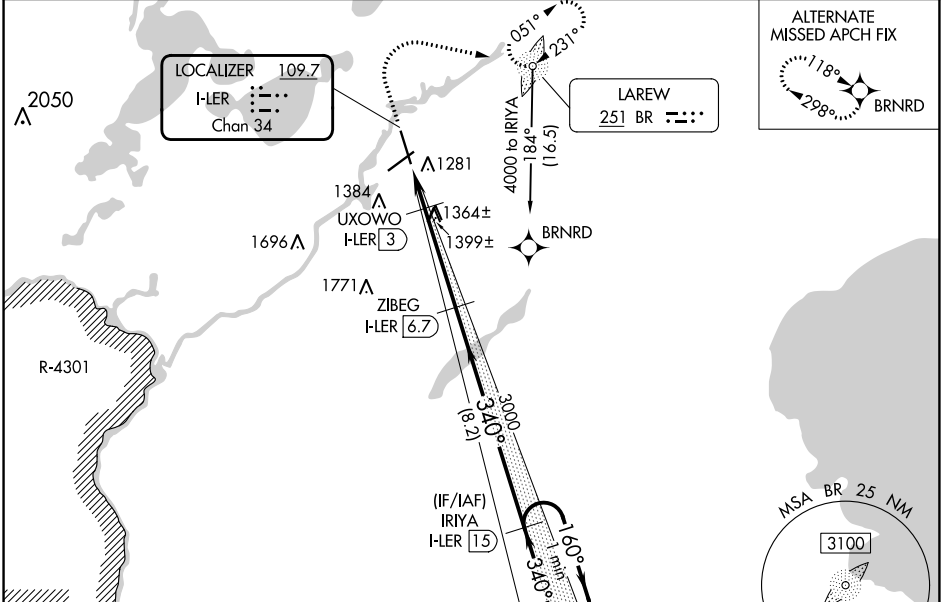 051°
231°
ALTERNATE
MISSED APCH FIX
118°
298°
BRNRD
LOCALIZER 109.7
I-LER
Chan 34
2050
LAREW
251 BR
4000 to IRIYA
184°
(16.5)
1281
1384
UXOWO
I-LER 3
1364±
1399±
1696
BRNRD
1771
ZIBEG
I-LER 6.7
R-4301
3000
340°
(8.2)
(IF/IAF)
IRIYA
I-LER 15
160°
1 min
340°
MSA BR 25 NM
3100